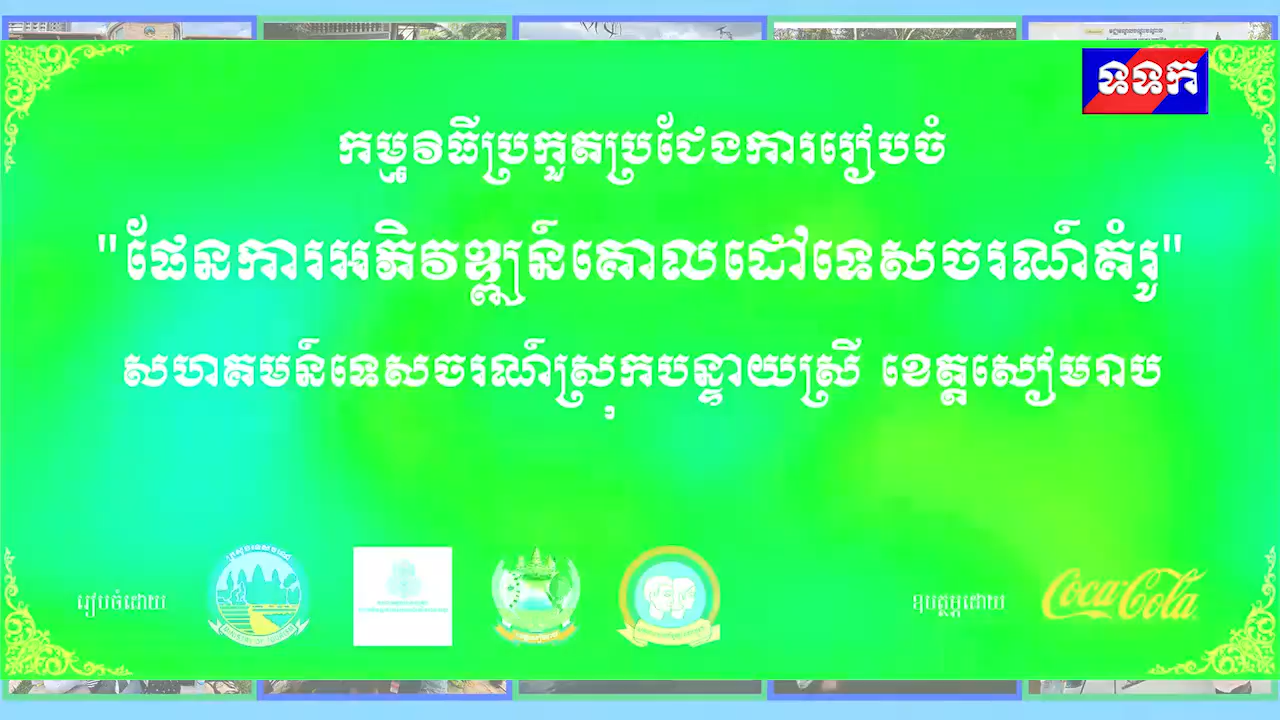 ទទក
កម្មវិធីប្រកួតប្រជែងការរៀបចំ
"ផែនការអភិវឌ្ឍន៍គោលដៅទេសចរណ៍គំរូ"
សហគមន៍ទេសចរណ៍ស្រុកបន្ទាយស្រី ខេត្តសៀមរាប
រៀបចំដោយ
ឧបត្ថម្ភដោយ
Coca-Cola